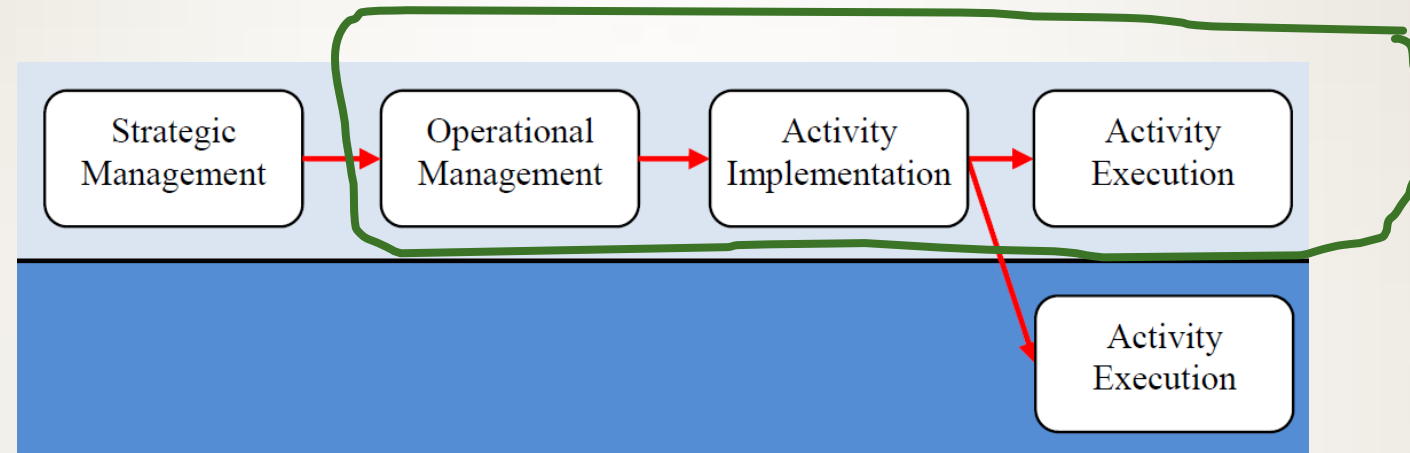 Strategic
Management
Operational
Management
Activity
Implementation
Activity
Execution
Activity
Execution